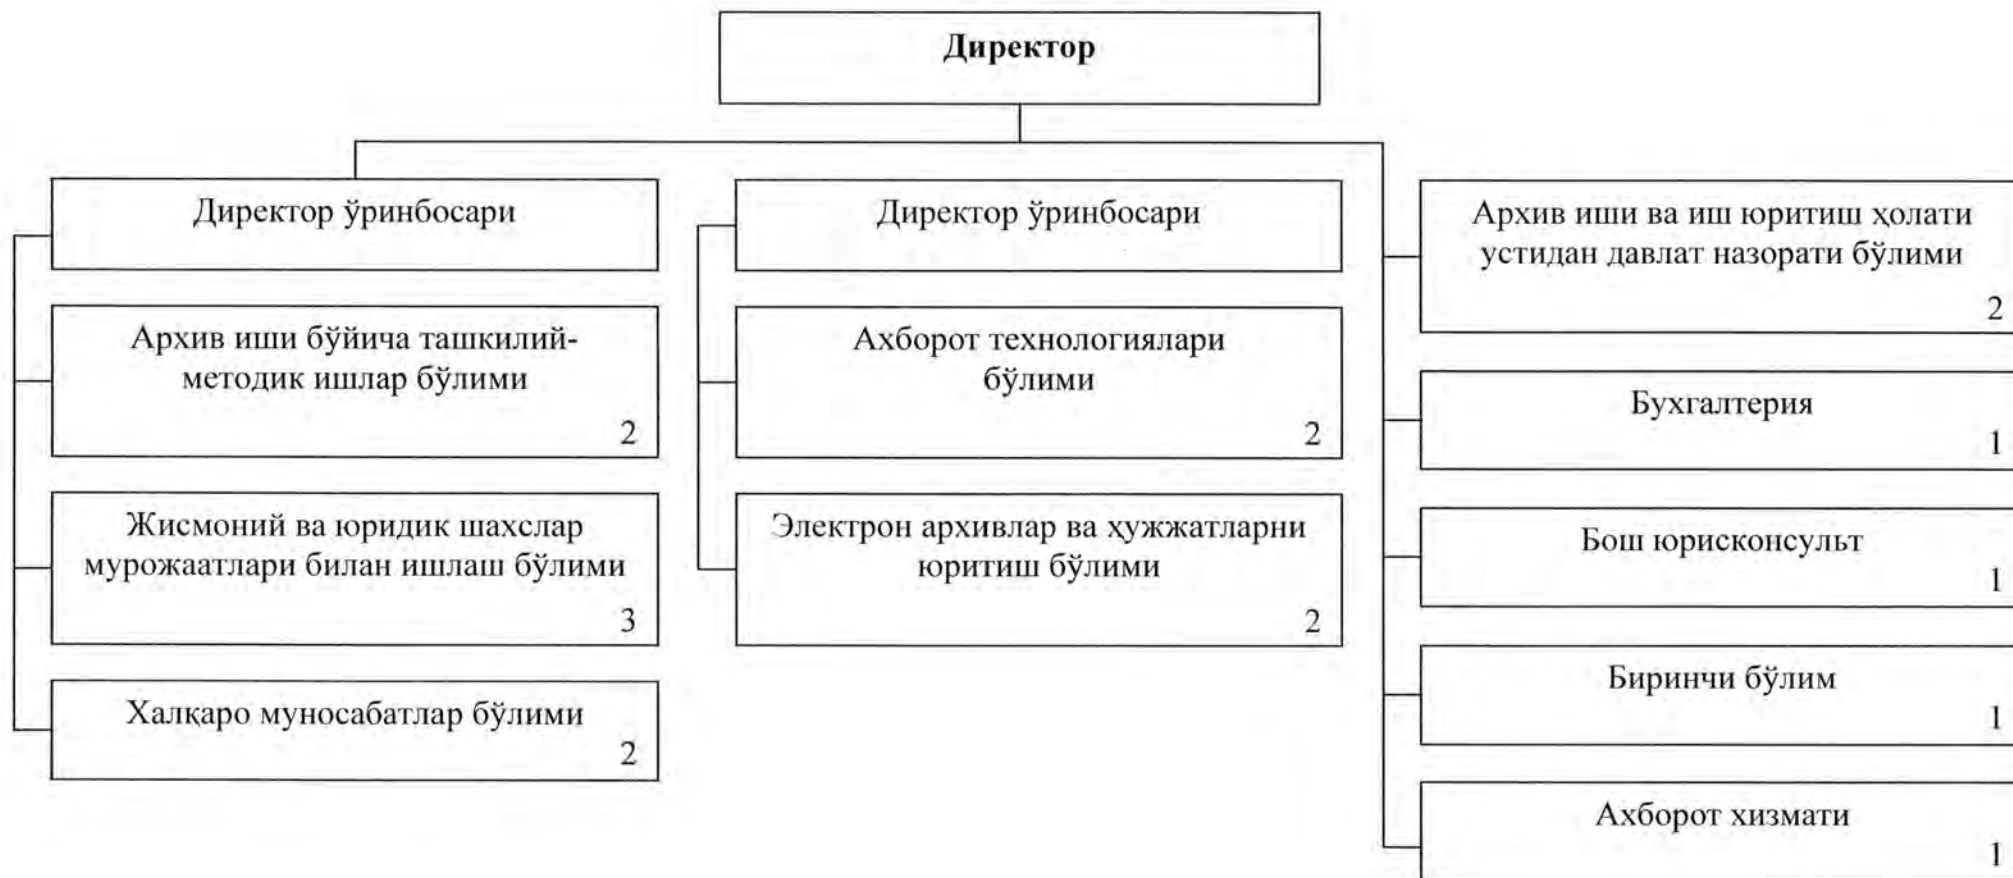 Директор
Директор ўринбосари
Архив иши бўйича ташкилий-
методик ишлар бўлими
2
Жисмоний ва юридик шахслар
мурожаатлари билан ишлаш бўлими
3
Халқаро муносабатлар бўлими
2
Директор ўринбосари
Ахборот технологиялари
бўлими
2
Электрон архивлар ва ҳужжатларни
юритиш бўлими
2
Архив иши ва иш юритиш ҳолати
устидан давлат назорати бўлими
2
Бухгалтерия
1
Бош юрисконсульт
1
Биринчи бўлим
1
Ахборот хизмати
1